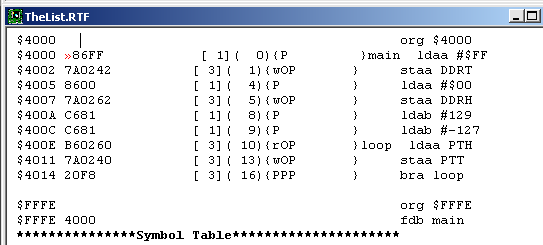 TheList.RTF
$4000 org $4000
$4000 »86FF [ 1]( 0){P }main ldaa #$FF
$4002 7A0242 [ 3]( 1){wOP } staa DDRT
$4005 8600 [ 1]( 4){P } ldaa #$00
$4007 7A0262 [ 3]( 5){wOP } staa DDRH
$400A C681 [ 1]( 8){P } ldab #129
$400C C681 [ 1]( 9){P } ldab #-127
$400E B60260 [ 3]( 10){rOP }loop ldaa PTH
$4011 7A0240 [ 3]( 13){wOP } staa PTT
$4014 20F8 [ 3]( 16){PPP } bra loop
$FFFE org $FFFE
$FFFE 4000 fdb main
***************Symbol Table*********************